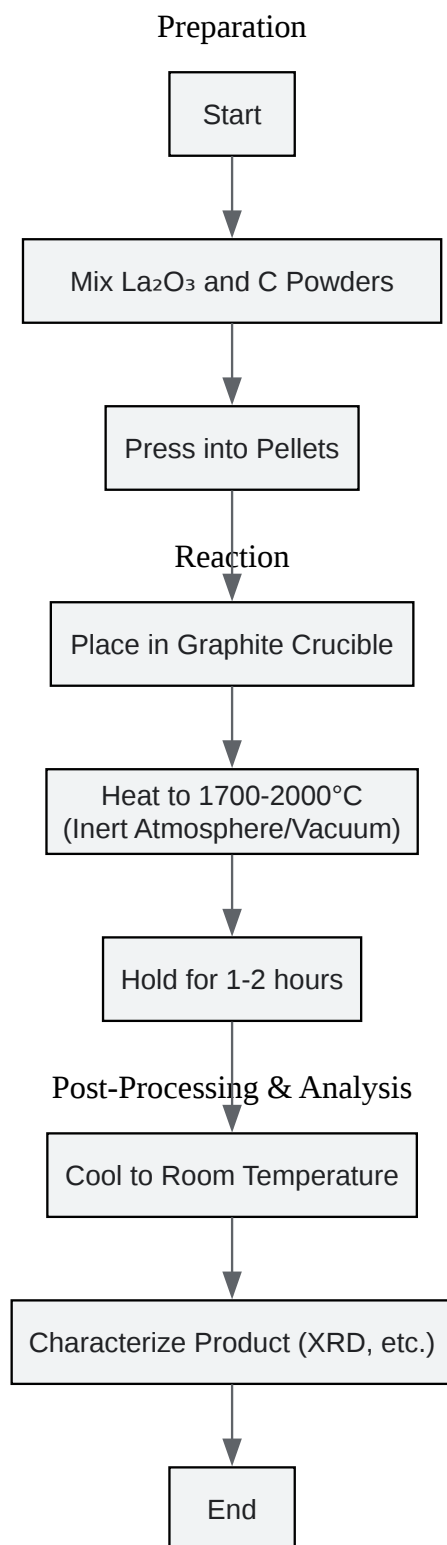 Preparation
Start
Mix La₂O₃ and C Powders
Press into Pellets
Reaction
Place in Graphite Crucible
Heat to 1700-2000°C
(Inert Atmosphere/Vacuum)
Hold for 1-2 hours
Post-Processing & Analysis
Cool to Room Temperature
Characterize Product (XRD, etc.)
End